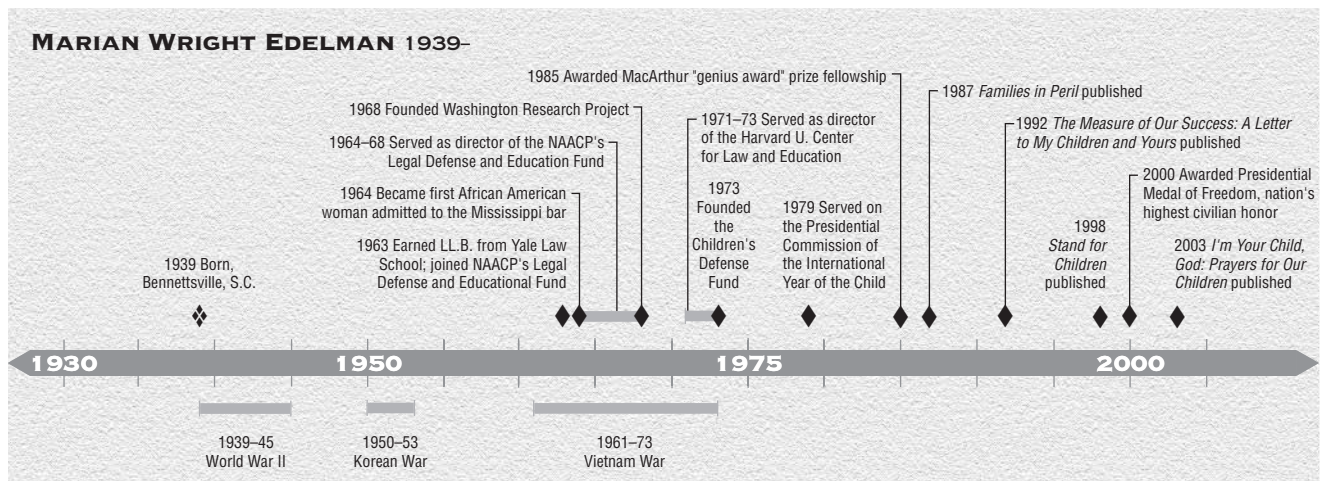 MARIAN WRIGHT EDELMAN 1939–
1985 Awarded MacArthur "genius award" prize fellowship
1987 Families in Peril published
1968 Founded Washington Research Project
1971–73 Served as director
of the Harvard U. Center
for Law and Education
1992 The Measure of Our Success: A Letter
to My Children and Yours published
1964–68 Served as director of the NAACP's
Legal Defense and Education Fund
2000 Awarded Presidential
Medal of Freedom, nation's
highest civilian honor
1964 Became first African American
woman admitted to the Mississippi bar
1973
Founded
the
Children's
Defense
Fund
1979 Served on
the Presidential
Commission of
the International
Year of the Child
1998
Stand for
Children
published
2003 I'm Your Child,
God: Prayers for Our
Children published
1963 Earned LL.B. from Yale Law
School; joined NAACP's Legal
Defense and Educational Fund
1939 Born,
Bennettsville, S.C.
1930
1950
1975
2000
1939–45
World War II
1950–53
Korean War
1961–73
Vietnam War